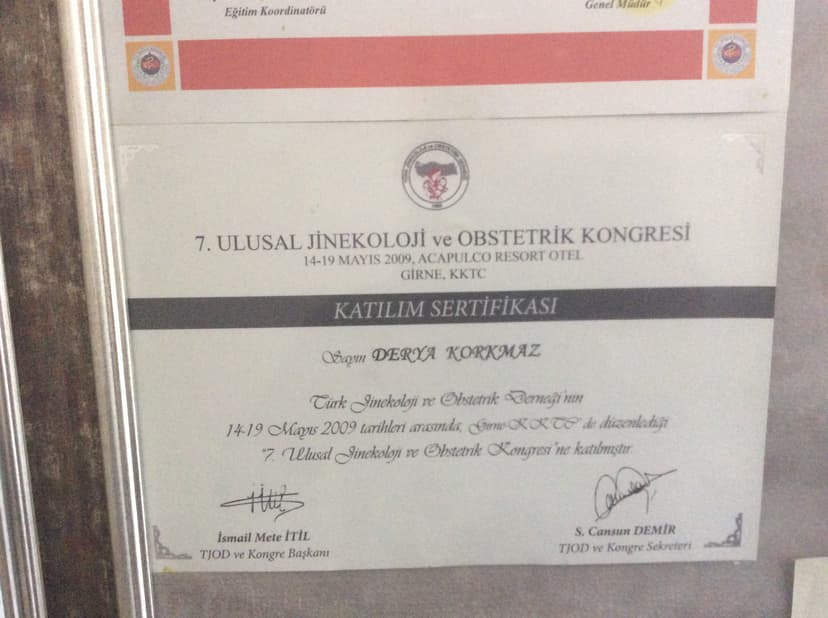 Eğitim Koordinatörü
Genel Müdür
7. ULUSAL JİNEKOLOJİ ve OBSTETRİK KONGRESİ
14-19 MAYIS 2009, ACAPULCO RESORT OTEL
GİRNE, KKTC
KATILIM SERTİFİKASI
Sayın DERYA KORKMAZ
Türk Jinekoloji ve Obstetrik Derneği'nin
14-19 Mayıs 2009 tarihleri arasında, Girne-KKTC' de düzenlediği
"7. Ulusal Jinekoloji ve Obstetrik Kongresi"ne katılmıştır.
İsmail Mete İTİL
TJOD ve Kongre Başkanı
S. Cansun DEMİR
TJOD ve Kongre Sekreteri